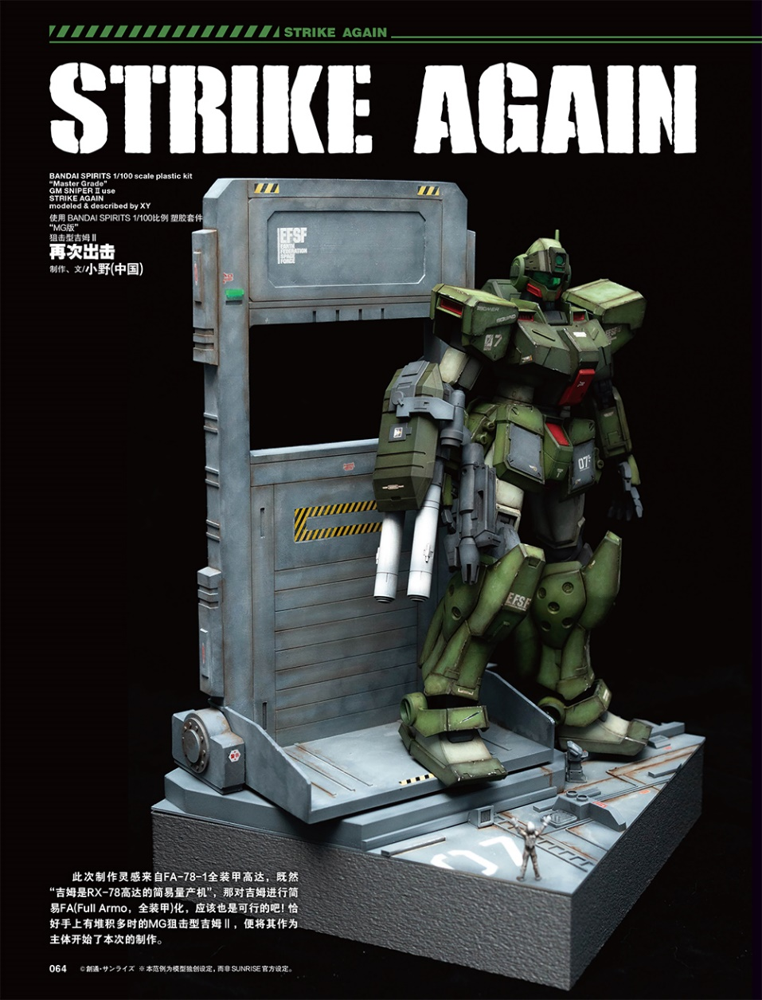 STRIKE AGAIN
STRIKE AGAIN
BANDAI SPIRITS 1/100 scale plastic kit
“Master Grade”
GM SNIPER Ⅱ use
STRIKE AGAIN
modeled & described by XY
使用 BANDAI SPIRITS 1/100比例 塑胶套件
“MG版”
狙击型吉姆Ⅱ
再次出击
制作、文/小野(中国)
EFSF
EARTH
FEDERATION
SPACE
FORCE
07
07
EFSF
07
此次制作灵感来自FA-78-1全装甲高达，既然
“吉姆是RX-78高达的简易量产机”，那对吉姆进行简
易FA(Full Armo，全装甲)化，应该也是可行的吧！恰
好手上有堆积多时的MG狙击型吉姆Ⅱ，便将其作为
主体开始了本次的制作。
064
©創通・サンライズ ※本范例为模型独创设定，而非SUNRISE官方设定。